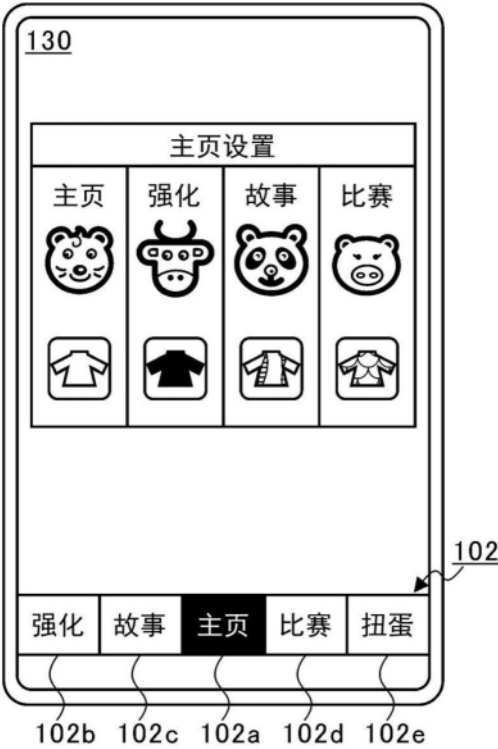 130
主页设置
主页 强化 故事 比赛
102
强化 故事 主页 比赛 扭蛋
102b 102c 102a 102d 102e